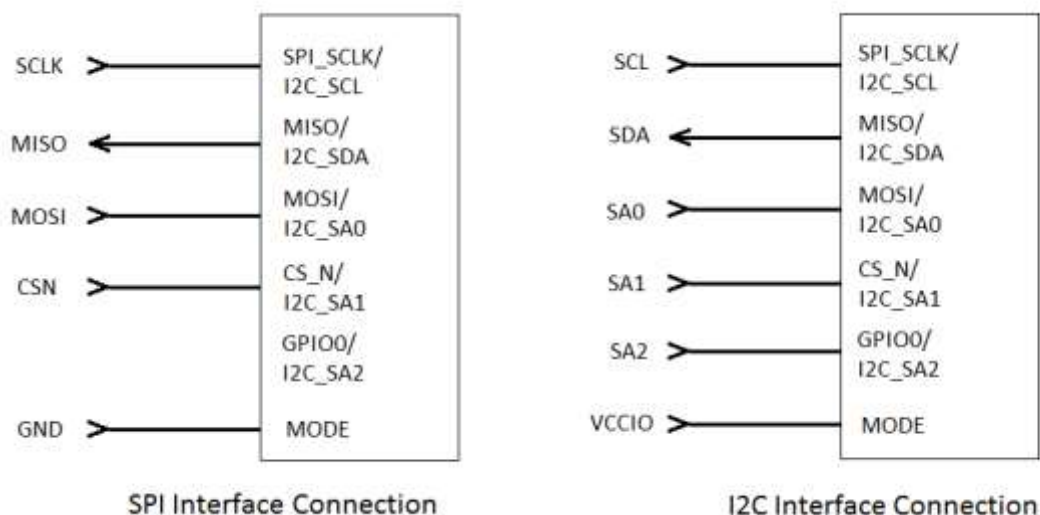 SCLK
SPI_SCLK/
I2C_SCL
MISO
MISO/
I2C_SDA
MOSI
MOSI/
I2C_SA0
CSN
CS_N/
I2C_SA1
GPIO0/
I2C_SA2
GND
MODE
SPI Interface Connection
SCL
SPI_SCLK/
I2C_SCL
SDA
MISO/
I2C_SDA
SA0
MOSI/
I2C_SA0
SA1
CS_N/
I2C_SA1
SA2
GPIO0/
I2C_SA2
VCCIO
MODE
I2C Interface Connection